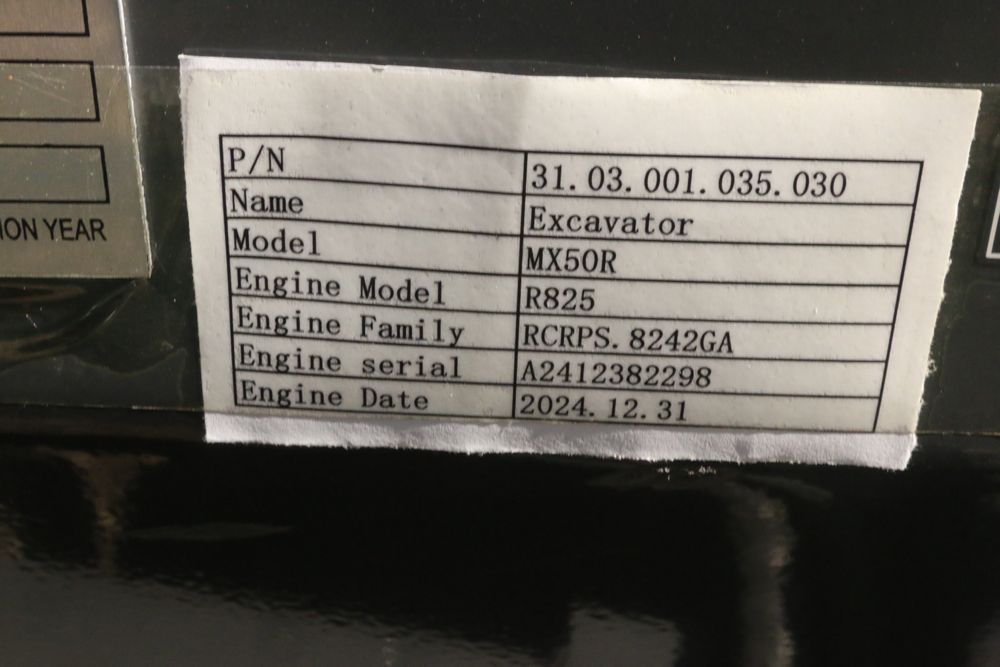 ION YEAR
P/N 31.03.001.035.030
Name Excavator
Model MX50R
Engine Model R825
Engine Family RCRPS.8242GA
Engine serial A2412382298
Engine Date 2024.12.31